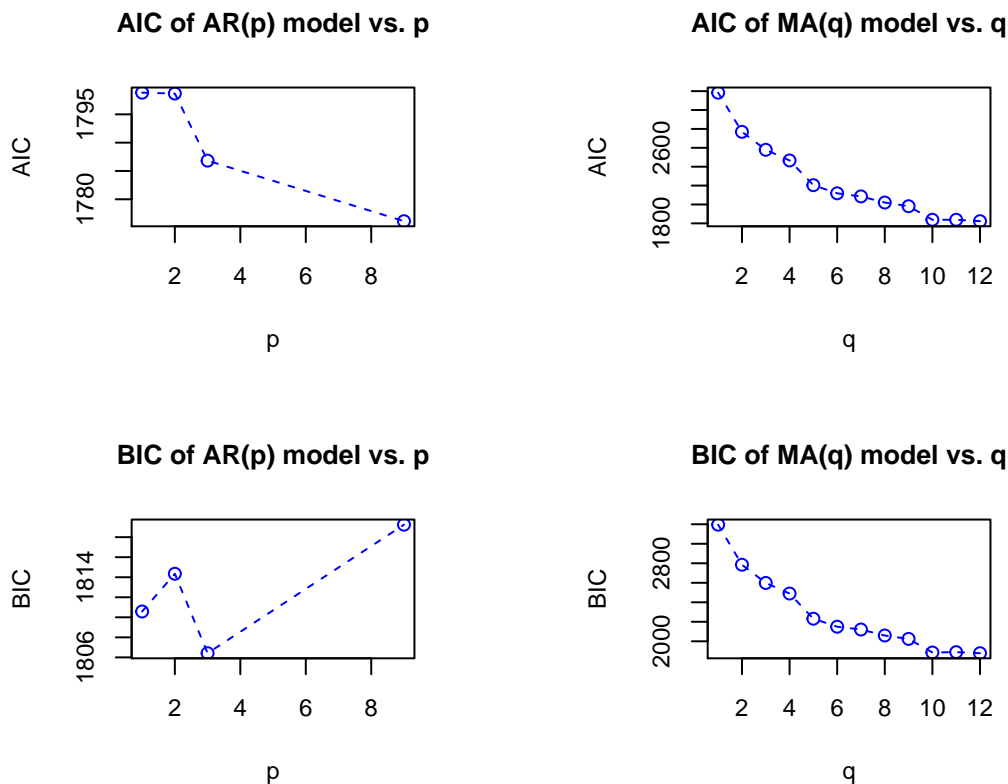 AIC of AR(p) model vs. p
AIC
1795
1780
2 4 6 8
p
AIC of MA(q) model vs. q
AIC
2600
1800
2 4 6 8 10 12
q
BIC of AR(p) model vs. p
BIC
1814
1806
2 4 6 8
p
BIC of MA(q) model vs. q
BIC
2800
2000
2 4 6 8 10 12
q